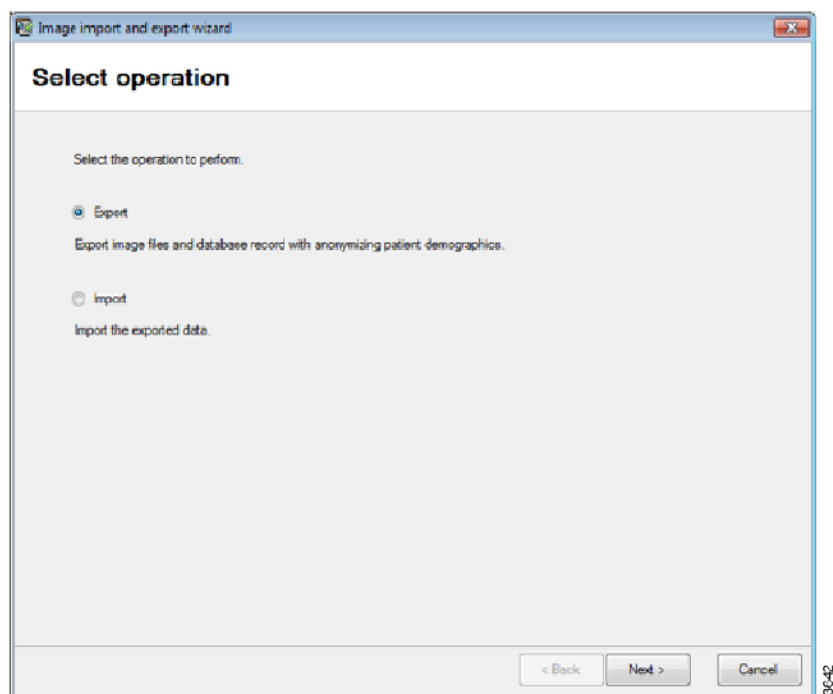 Image import and export wizard
Select operation
Select the operation to perform.
Export
Export image files and database record with anonymizing patient demographics.
Import
Import the exported data.
< Back
Next >
Cancel
3642